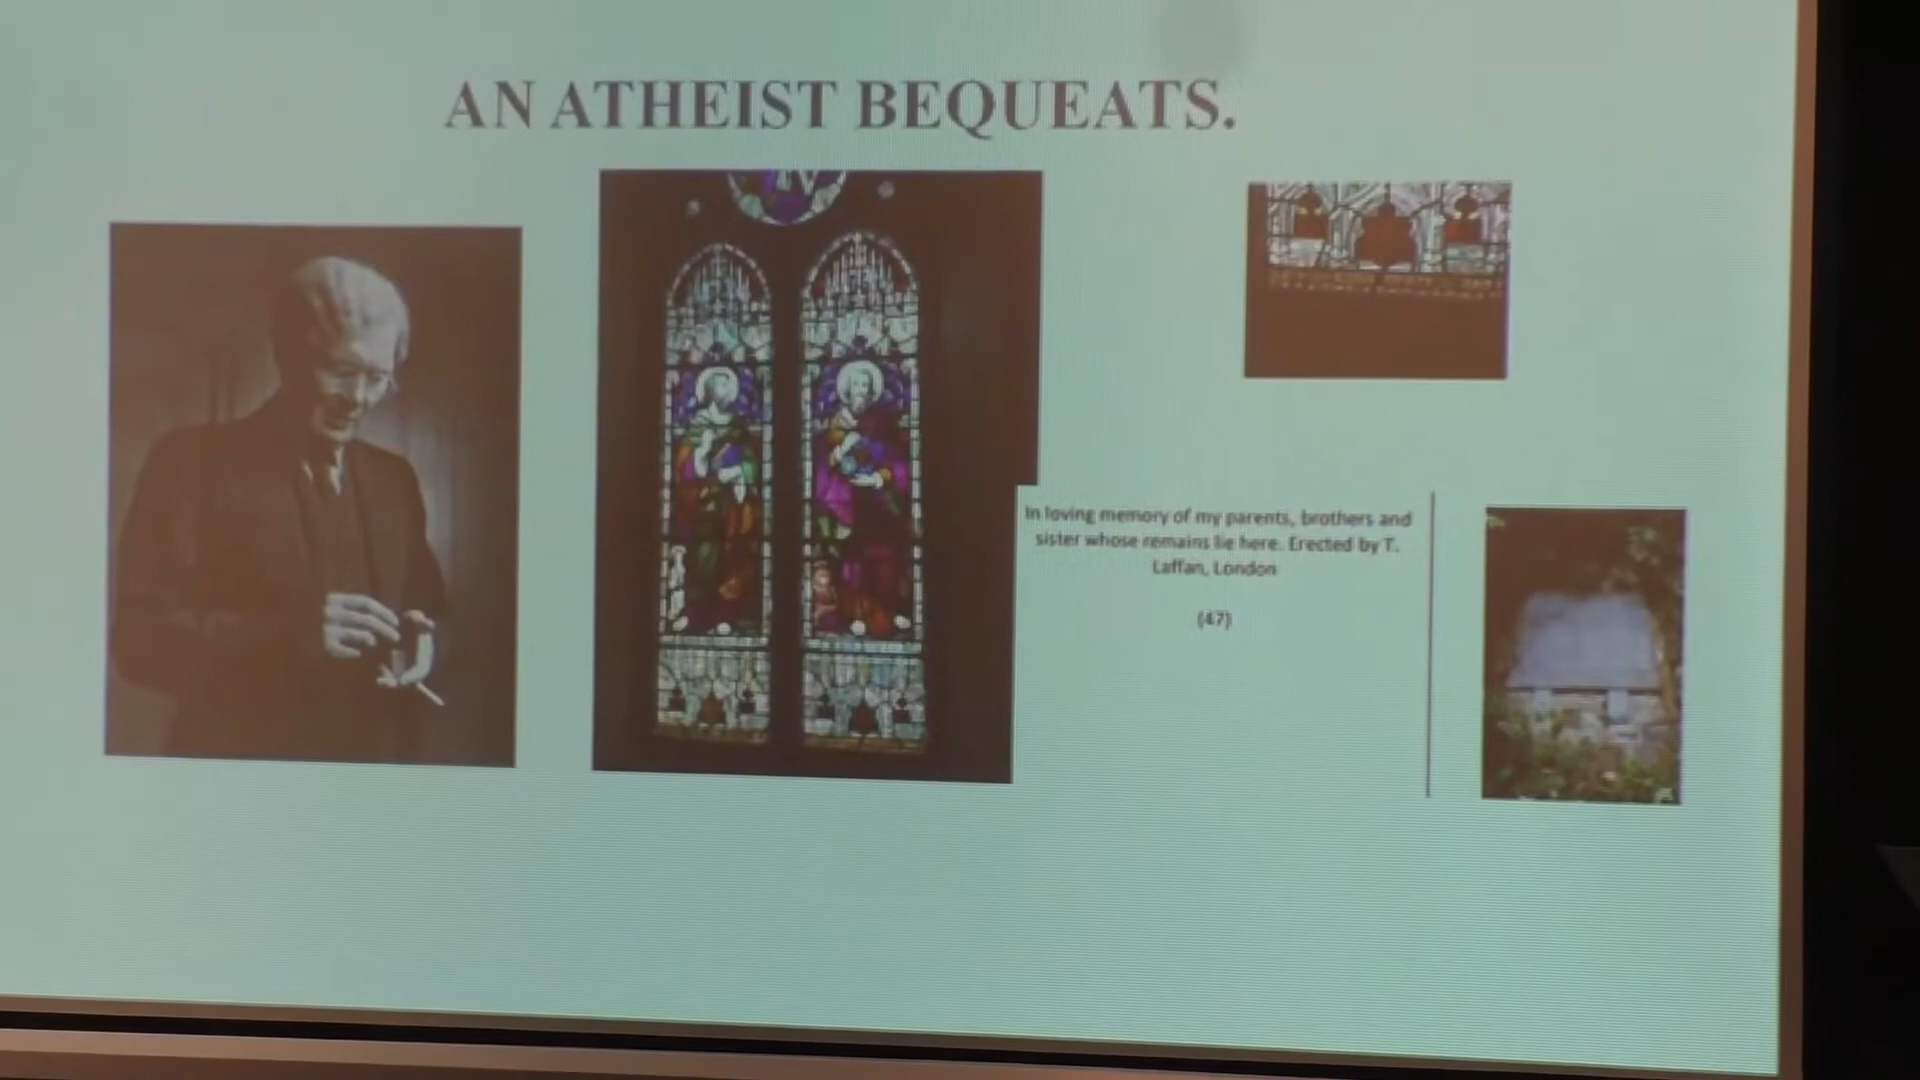 AN ATHEIST BEQUEATS.
In loving memory of my parents, brothers and
sister whose remains lie here. Erected by T.
Laffan, London
(47)